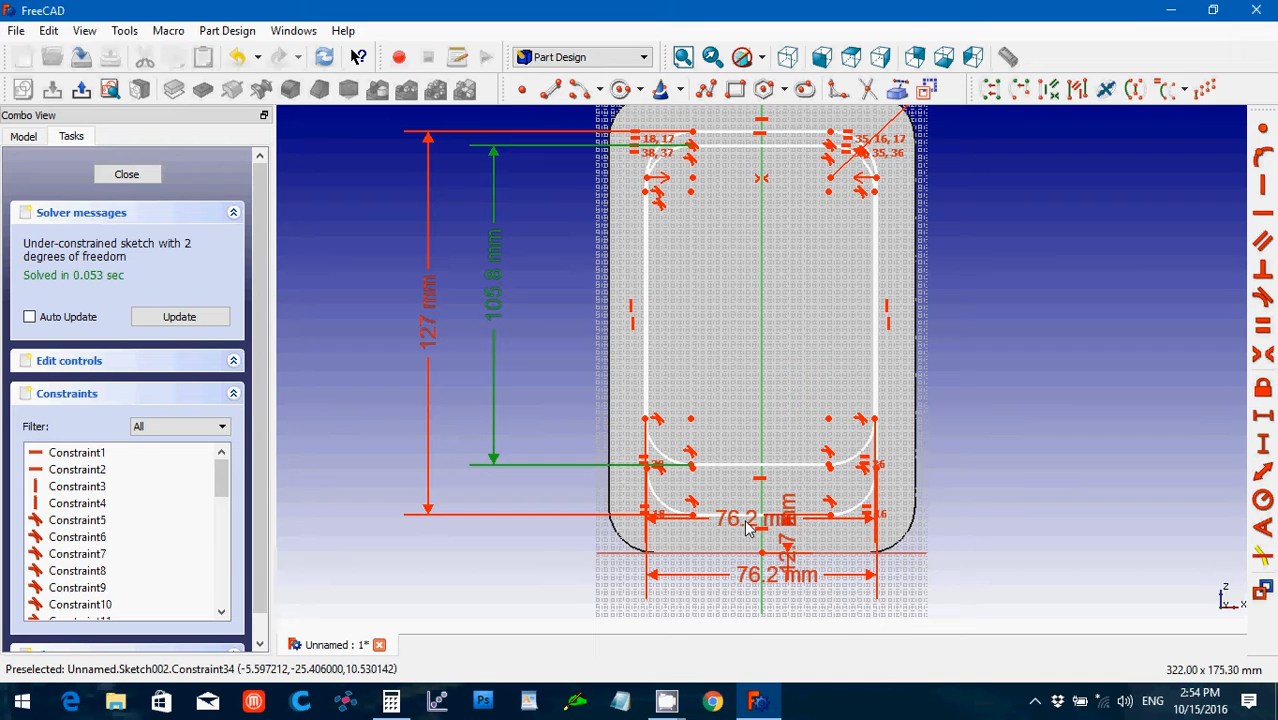 FreeCAD
File Edit View Tools Macro Part Design Windows Help
Part Design
Combo View
Model Tasks
Close
Solver messages
Under-constrained sketch with 2
degrees of freedom
Solved in 0.053 sec
Auto Update Update
Edit controls
Constraints
Filter: All
Constraint1
Constraint2
Constraint3
Constraint4
Constraint5
Constraint6
Constraint7
Constraint8
Constraint9
Constraint10
18, 17
38, 37
35, 16, 17
35, 36
127 mm
105.8 mm
76.2 mm
76.2 mm
18
16
Z
X
Unnamed : 1*
Preselected: Unnamed.Sketch002.Constraint34 (-5.597212,-25.406000,10.530142)
322.00 x 175.30 mm
ENG
2:54 PM
10/15/2016